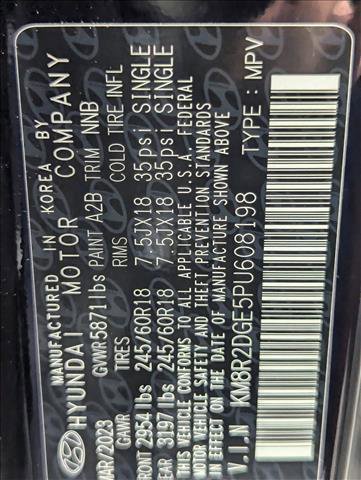 MANUFACTURED IN KOREA BY
HYUNDAI MOTOR COMPANY
MAR/2023 GVWR 5871lbs PAINT A2B TRIM NNB
GAWR TIRES RIMS COLD TIRE INFL
FRONT 2954 lbs 245/60R18 7.5JX18 35psi SINGLE
REAR 3197 lbs 245/60R18 7.5JX18 35psi SINGLE
THIS VEHICLE CONFORMS TO ALL APPLICABLE U.S.A. FEDERAL
MOTOR VEHICLE SAFETY AND THEFT PREVENTION STANDARDS
IN EFFECT ON THE DATE OF MANUFACTURE SHOWN ABOVE
V.I.N KM8R2DGE5PU608198 TYPE : MPV